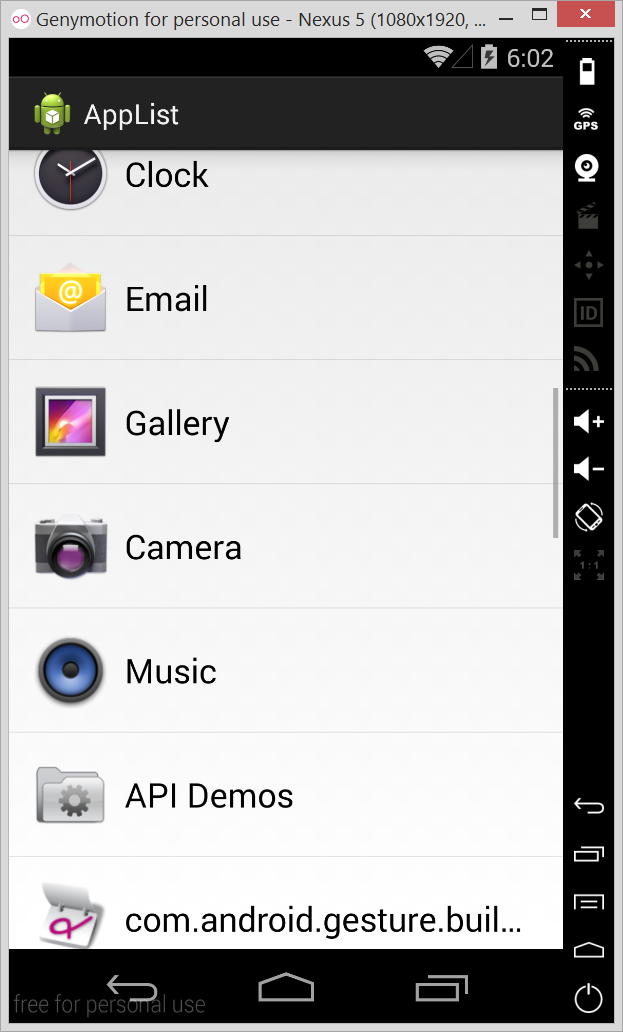 Genymotion for personal use - Nexus 5 (1080x1920, ...
6:02
AppList
GPS
Clock
Email
@
Gallery
ID
Camera
1:1
Music
API Demos
com.android.gesture.buil...
free for personal use